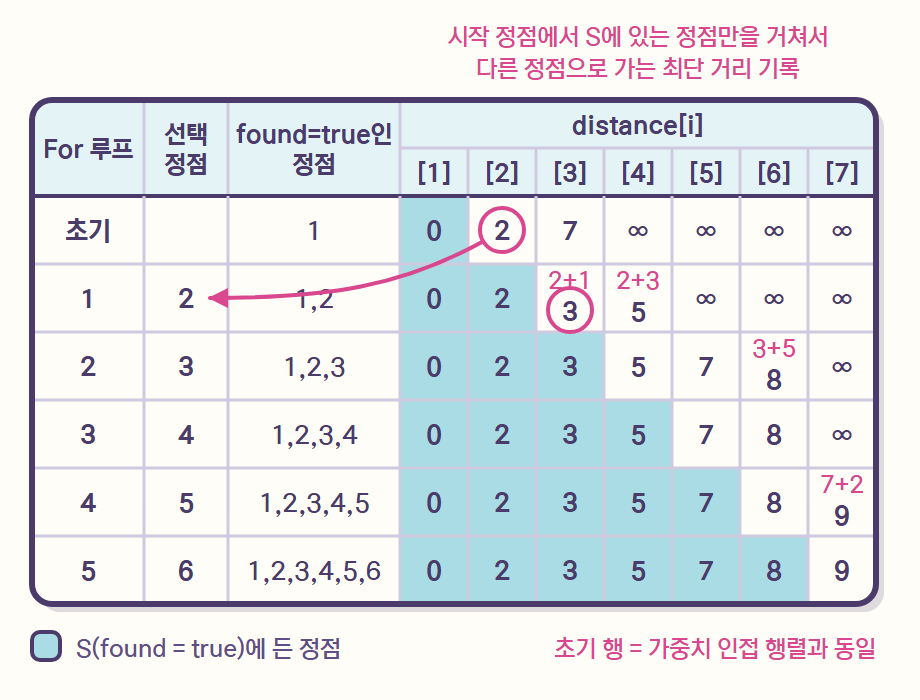 시작 정점에서 S에 있는 정점만을 거쳐서
다른 정점으로 가는 최단 거리 기록
For 루프 선택 정점 found=true인 정점 distance[i]
[1] [2] [3] [4] [5] [6] [7]
초기 1 0 2 7 ∞ ∞ ∞ ∞
2+1 2+3
1 2 1,2 0 2 3 5 ∞ ∞ ∞
3+5
2 3 1,2,3 0 2 3 5 7 8 ∞
3 4 1,2,3,4 0 2 3 5 7 8 ∞
7+2
4 5 1,2,3,4,5 0 2 3 5 7 8 9
5 6 1,2,3,4,5,6 0 2 3 5 7 8 9
S(found = true)에 든 정점
초기 행 = 가중치 인접 행렬과 동일